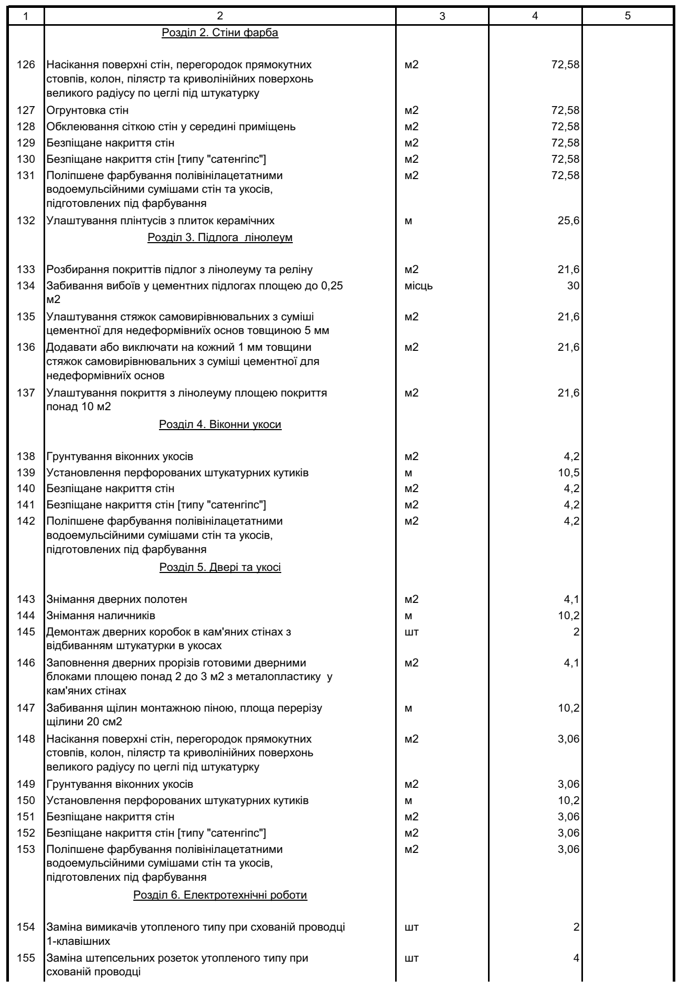 1 2 3 4 5
Розділ 2. Стіни фарба
126 Насікання поверхні стін, перегородок прямокутних м2 72,58
стовпів, колон, пілястр та криволінійних поверхонь
великого радіусу по цеглі під штукатурку
127 Огрунтовка стін м2 72,58
128 Обклеювання сіткою стін у середині приміщень м2 72,58
129 Безпіщане накриття стін м2 72,58
130 Безпіщане накриття стін [типу "сатенгіпс"] м2 72,58
131 Поліпшене фарбування полівінілацетатними м2 72,58
водоемульсійними сумішами стін та укосів,
підготовлених під фарбування
132 Улаштування плінтусів з плиток керамічних м 25,6
Розділ 3. Підлога  лінолеум
133 Розбирання покриттів підлог з лінолеуму та реліну м2 21,6
134 Забивання вибоїв у цементних підлогах площею до 0,25 місць 30
м2
135 Улаштування стяжок самовирівнювальних з суміші м2 21,6
цементної для недеформівниїх основ товщиною 5 мм
136 Додавати або виключати на кожний 1 мм товщини м2 21,6
стяжок самовирівнювальних з суміші цементної для
недеформівниїх основ
137 Улаштування покриття з лінолеуму площею покриття м2 21,6
понад 10 м2
Розділ 4. Віконни укоси
138 Грунтування віконних укосів м2 4,2
139 Установлення перфорованих штукатурних кутиків м 10,5
140 Безпіщане накриття стін м2 4,2
141 Безпіщане накриття стін [типу "сатенгіпс"] м2 4,2
142 Поліпшене фарбування полівінілацетатними м2 4,2
водоемульсійними сумішами стін та укосів,
підготовлених під фарбування
Розділ 5. Двері та укосі
143 Знімання дверних полотен м2 4,1
144 Знімання наличників м 10,2
145 Демонтаж дверних коробок в кам'яних стінах з шт 2
відбиванням штукатурки в укосах
146 Заповнення дверних прорізів готовими дверними м2 4,1
блоками площею понад 2 до 3 м2 з металопластику  у
кам'яних стінах
147 Забивання щілин монтажною піною, площа перерізу м 10,2
щілини 20 см2
148 Насікання поверхні стін, перегородок прямокутних м2 3,06
стовпів, колон, пілястр та криволінійних поверхонь
великого радіусу по цеглі під штукатурку
149 Грунтування віконних укосів м2 3,06
150 Установлення перфорованих штукатурних кутиків м 10,2
151 Безпіщане накриття стін м2 3,06
152 Безпіщане накриття стін [типу "сатенгіпс"] м2 3,06
153 Поліпшене фарбування полівінілацетатними м2 3,06
водоемульсійними сумішами стін та укосів,
підготовлених під фарбування
Розділ 6. Електротехнічні роботи
154 Заміна вимикачів утопленого типу при схованій проводці шт 2
1-клавішних
155 Заміна штепсельних розеток утопленого типу при шт 4
схованій проводці